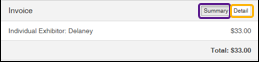 Invoice Summary Detail
Individual Exhibitor: Delaney $33.00
Total: $33.00